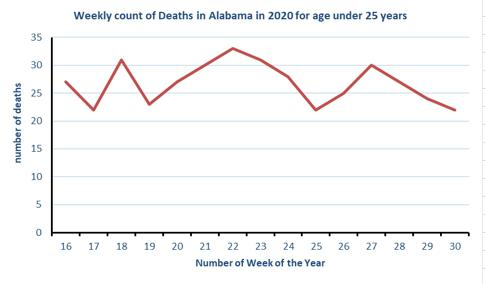 Weekly count of Deaths in Alabama in 2020 for age under 25 years
number of deaths
35
30
25
20
15
10
5
0
16 17 18 19 20 21 22 23 24 25 26 27 28 29 30
Number of Week of the Year